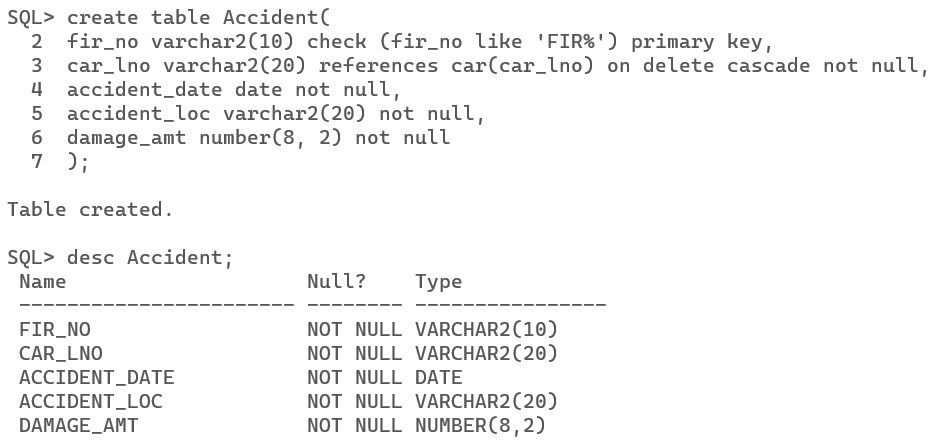 SQL> create table Accident(
  2  fir_no varchar2(10) check (fir_no like 'FIR%') primary key,
  3  car_lno varchar2(20) references car(car_lno) on delete cascade not null,
  4  accident_date date not null,
  5  accident_loc varchar2(20) not null,
  6  damage_amt number(8, 2) not null
  7  );
Table created.
SQL> desc Accident;
 Name                    Null?    Type
 ----------------------- -------- ----------------
 FIR_NO                  NOT NULL VARCHAR2(10)
 CAR_LNO                 NOT NULL VARCHAR2(20)
 ACCIDENT_DATE           NOT NULL DATE
 ACCIDENT_LOC            NOT NULL VARCHAR2(20)
 DAMAGE_AMT              NOT NULL NUMBER(8,2)